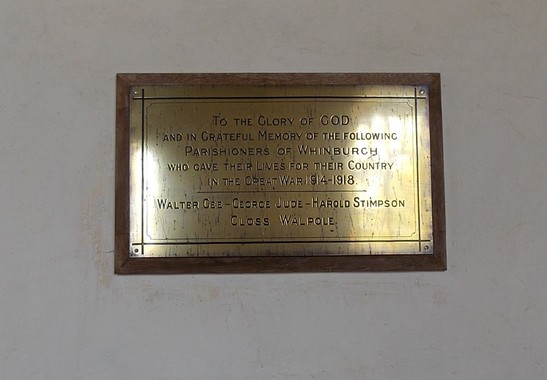 TO THE GLORY OF GOD
AND IN GRATEFUL MEMORY OF THE FOLLOWING
PARISHIONERS OF WHINBURGH
WHO GAVE THEIR LIVES FOR THEIR COUNTRY
IN THE GREAT WAR 1914-1918.
WALTER GEE - GEORGE JUDE - HAROLD STIMPSON
CLOSS WALPOLE.